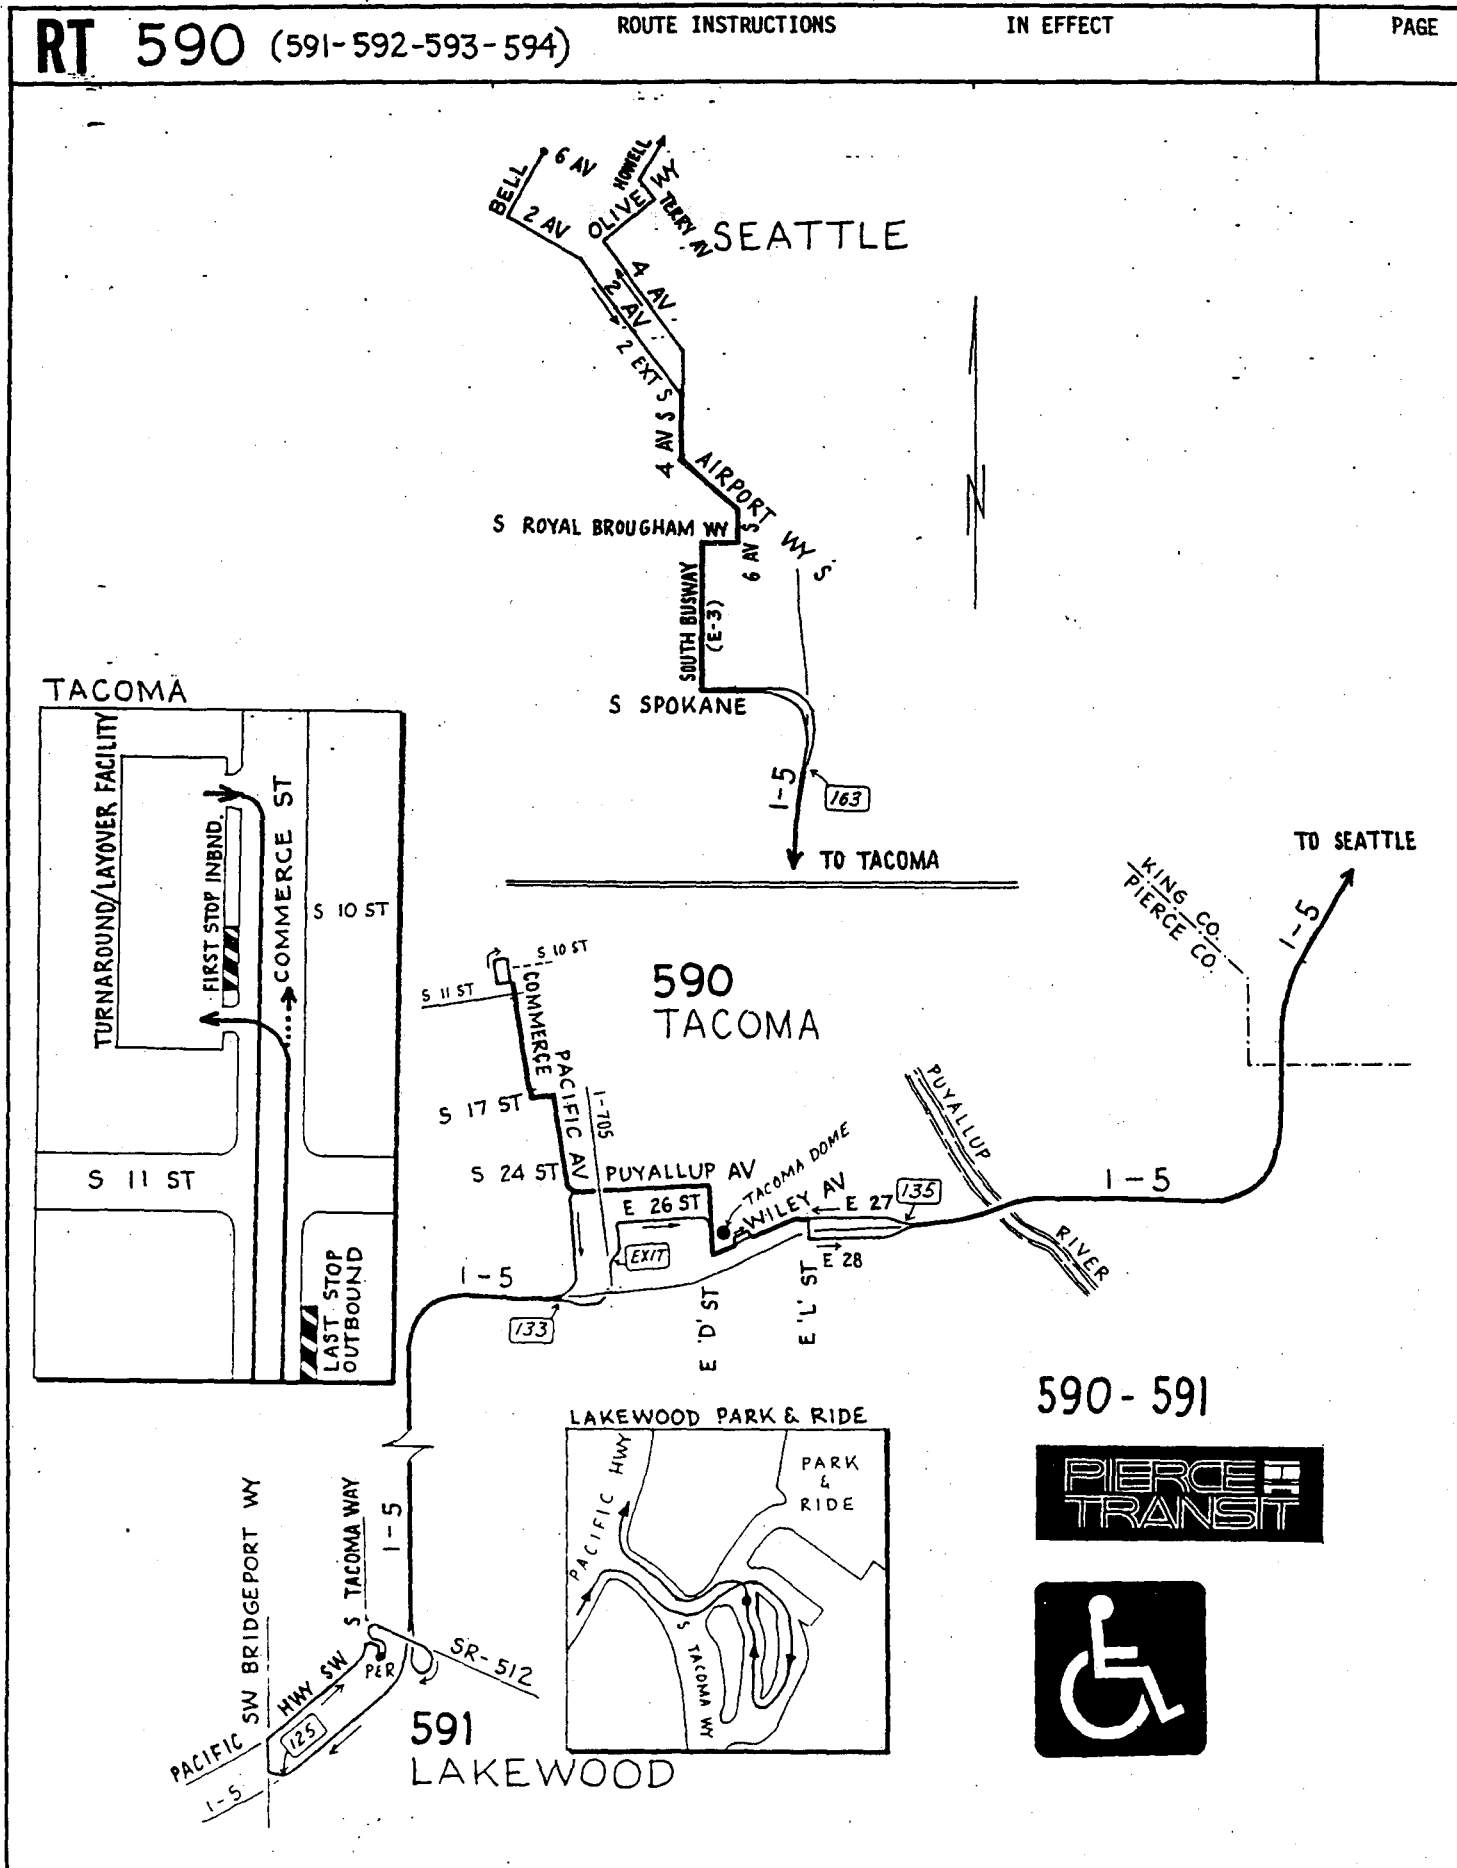 RT 590 (591-592-593-594)
ROUTE INSTRUCTIONS
IN EFFECT
PAGE
6 AV
BELL
2 AV
HOWELL
OLIVE WY
TERRY AV
SEATTLE
4 AV
2 AV
2 EXT S
4 AV S
AIRPORT WY S
S ROYAL BROUGHAM WY
6 AV S
SOUTH BUSWAY
(E-3)
S SPOKANE
I-5
163
TO TACOMA
TACOMA
TURNAROUND/LAYOVER FACILITY
FIRST STOP INBND.
COMMERCE ST
S 10 ST
S 11 ST
LAST STOP
OUTBOUND
TO SEATTLE
KING CO.
PIERCE CO.
I-5
S 10 ST
S 11 ST
COMMERCE
590
TACOMA
PACIFIC AV
I-705
S 17 ST
S 24 ST
PUYALLUP AV
TACOMA DOME
E 26 ST
WILEY AV
E 27
135
E 28
EXIT
I-5
133
E 'D' ST
E 'L' ST
PUYALLUP
RIVER
I-5
590-591
PIERCE
TRANSIT
LAKEWOOD PARK & RIDE
PACIFIC HWY
PARK
&
RIDE
S TACOMA WY
SW BRIDGEPORT WY
S TACOMA WAY
I-5
P&R
SR-512
PACIFIC HWY SW
125
I-5
591
LAKEWOOD